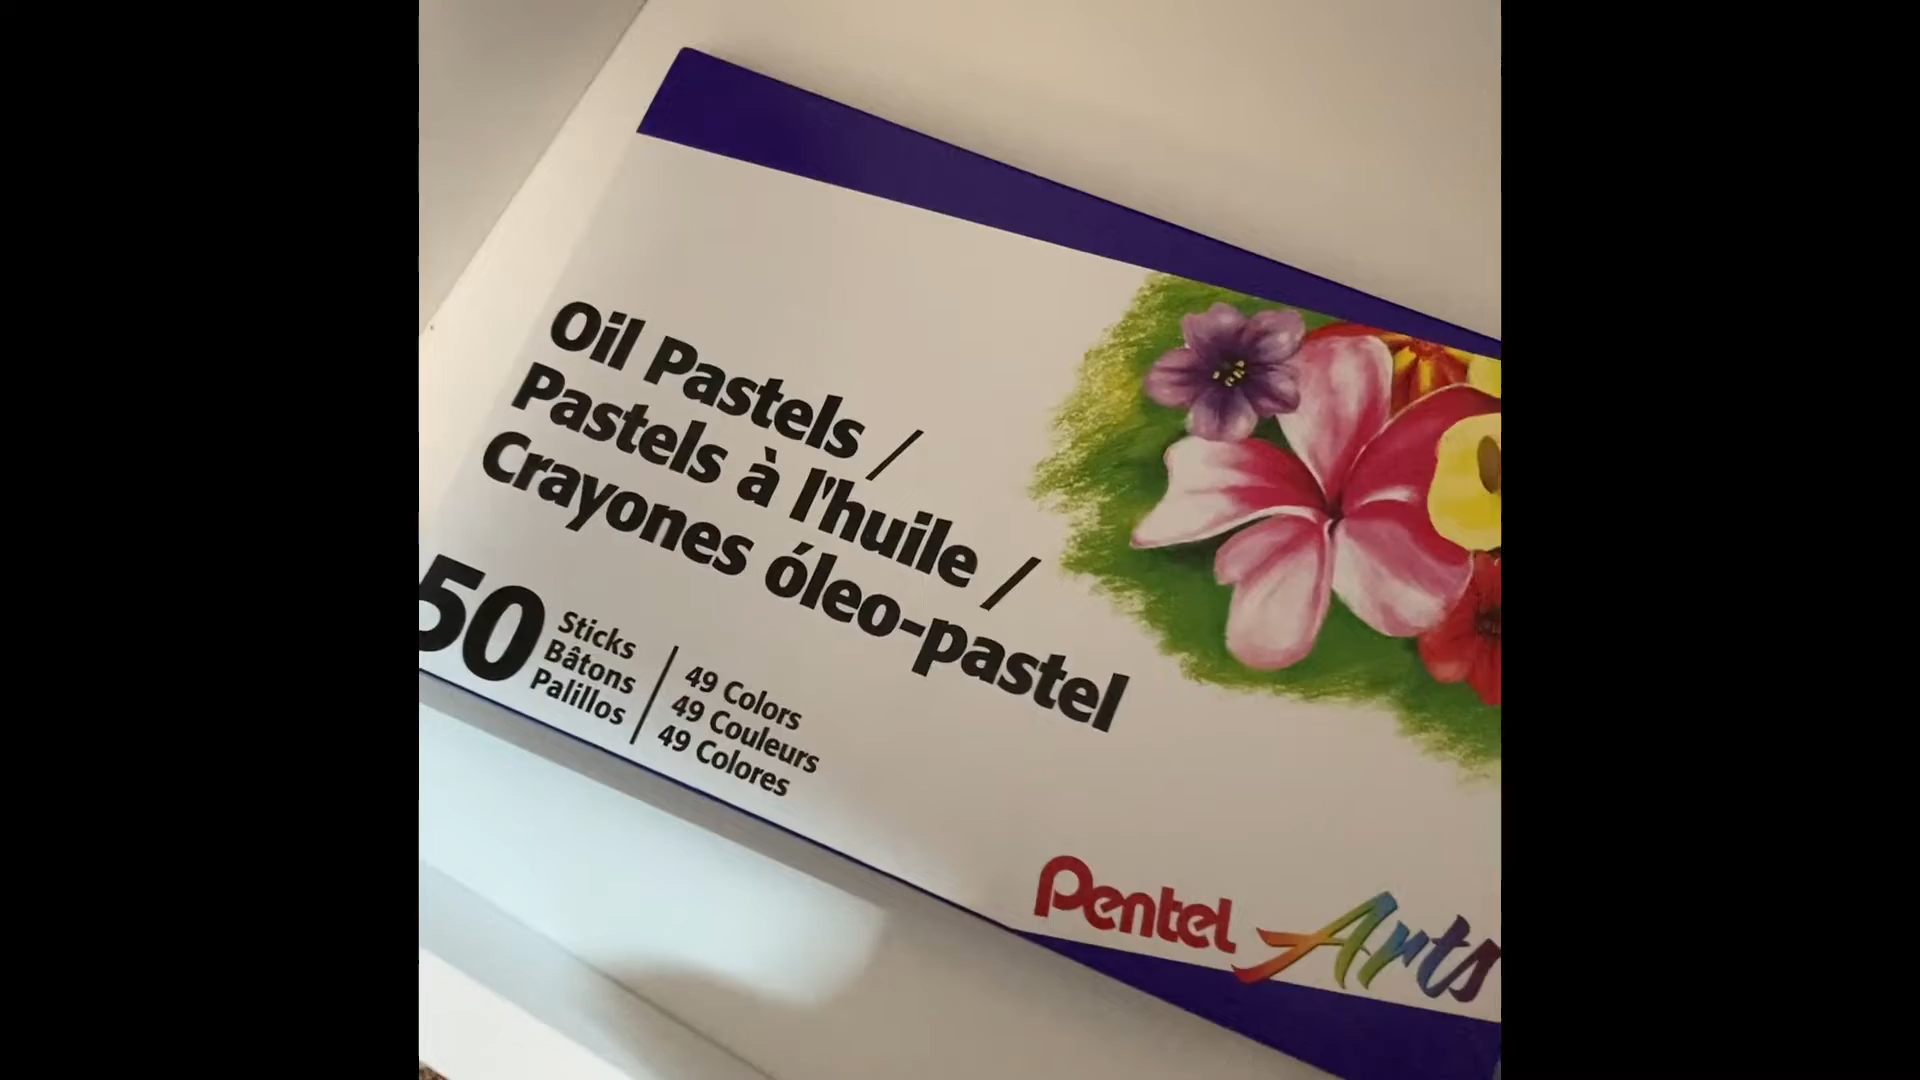 Oil Pastels /
Pastels à l'huile /
Crayones óleo-pastel
50
Sticks
Bâtons
Palillos
49 Colors
49 Couleurs
49 Colores
Pentel Arts